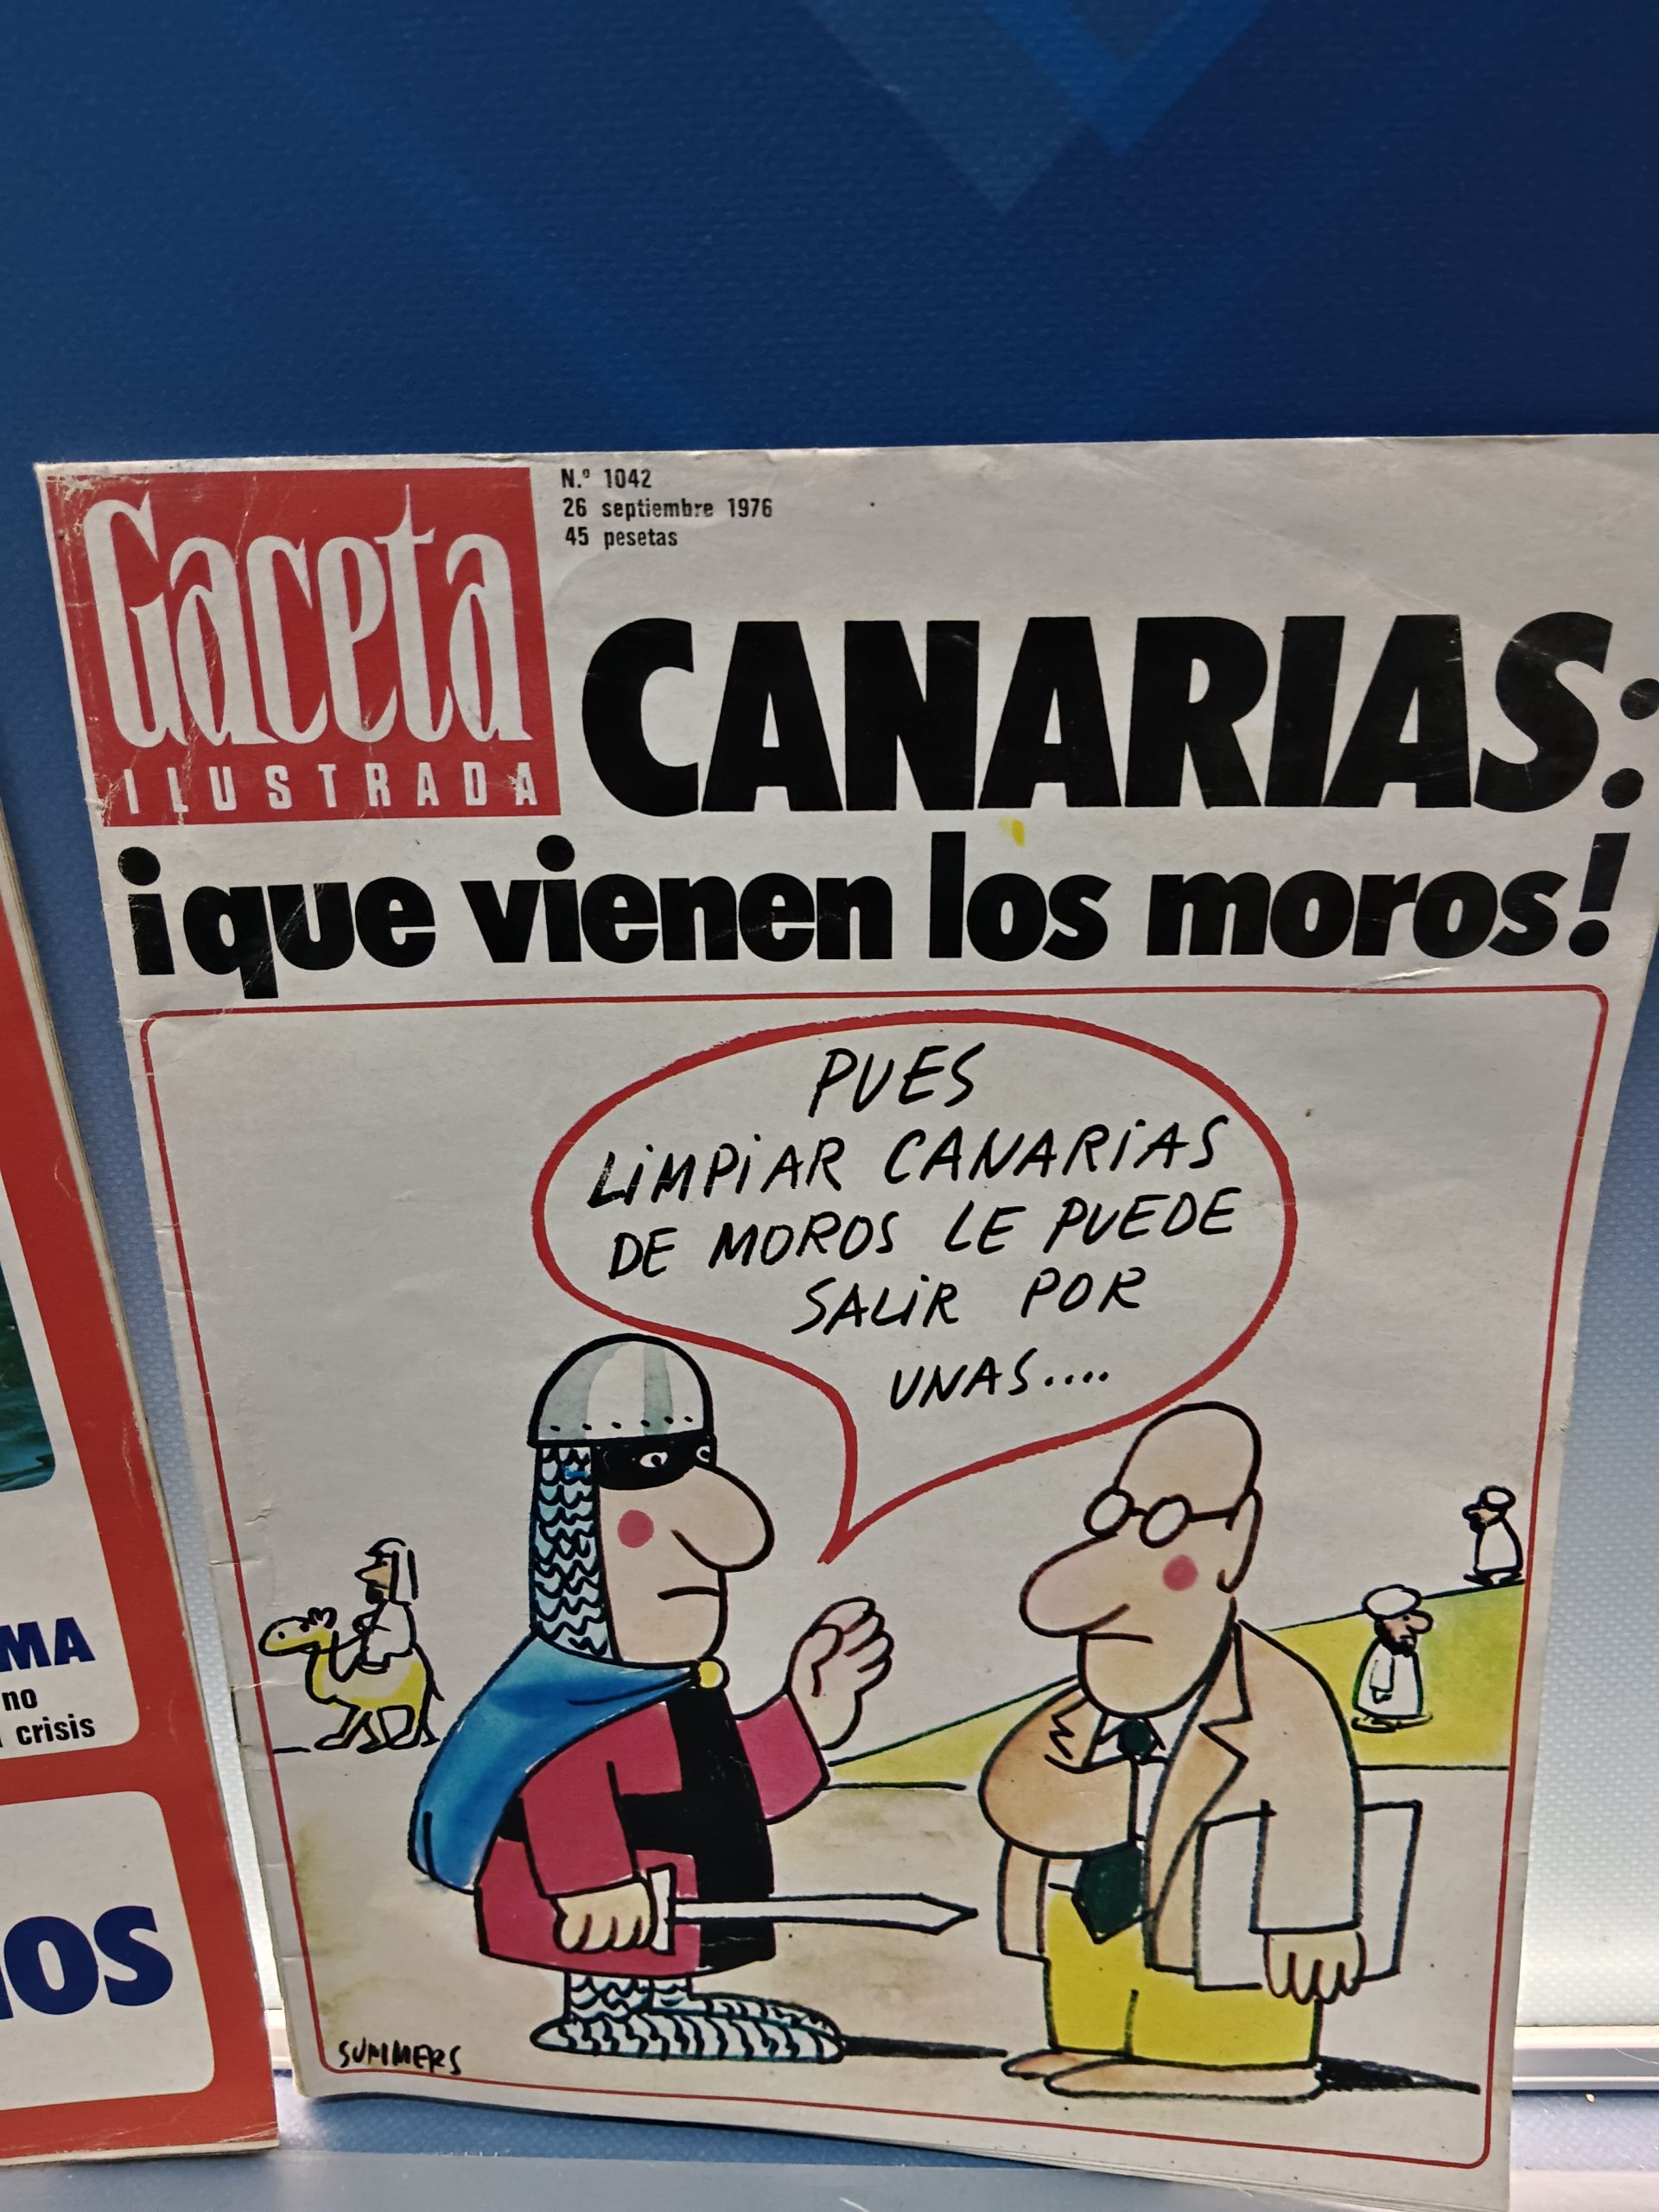 Gaceta
ILUSTRADA
N.º 1042
26 septiembre 1976
45 pesetas
CANARIAS:
¡que vienen los moros!
PUES
LIMPIAR CANARIAS
DE MOROS LE PUEDE
SALIR POR
UNAS....
SUMMERS
MA
no
crisis
OS